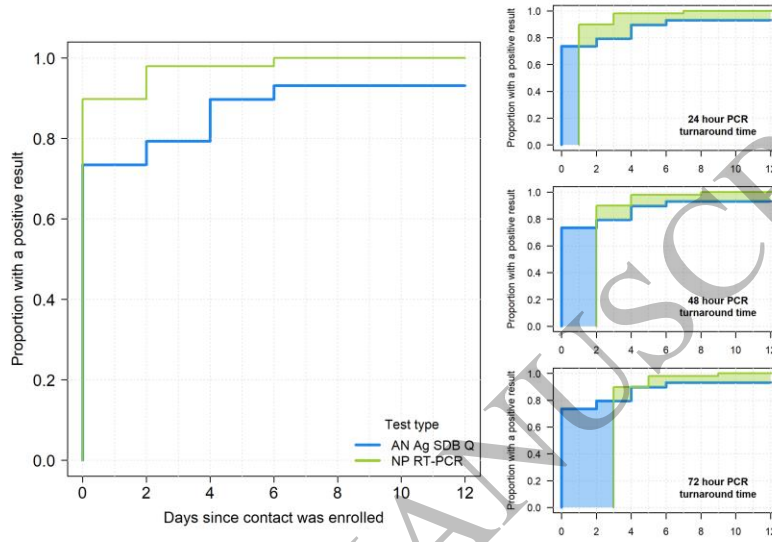 Proportion with a positive result
1.0
0.8
0.6
0.4
0.2
0.0
0 2 4 6 8 10 12
Days since contact was enrolled
Test type
AN Ag SDB Q
NP RT-PCR
Proportion with a positive result
1.0
0.8
0.6
0.4
0.2
0.0
24 hour PCR
turnaround time
0 2 4 6 8 10 12
Proportion with a positive result
1.0
0.8
0.6
0.4
0.2
0.0
48 hour PCR
turnaround time
0 2 4 6 8 10 12
Proportion with a positive result
1.0
0.8
0.6
0.4
0.2
0.0
72 hour PCR
turnaround time
0 2 4 6 8 10 12
MANUSCR